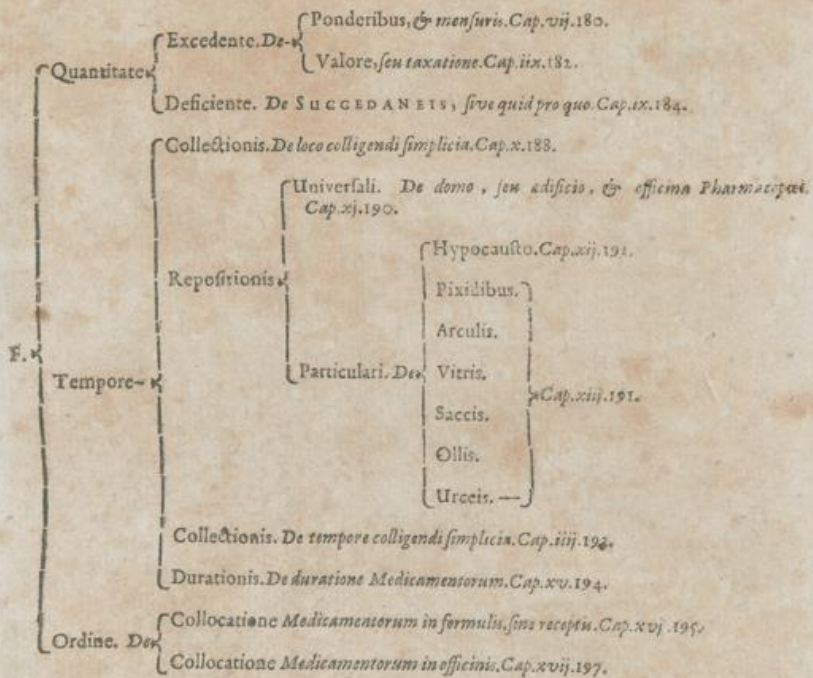 Ponderibus, & mensuris. Cap. vij. 180.
Excedente. De
Valore, seu taxatione. Cap. iix. 182.
Quantitate
Deficiente. De SUCCEDANEIS, sive quid pro quo. Cap. ix. 184.
Collectionis. De loco colligendi simplicia. Cap. x. 188.
Universali. De domo, seu ædificio, & officina Pharmacopœi.
Cap. xj. 190.
Hypocausto. Cap. xij. 191.
Repositionis
Pixidibus.
Arculis.
F.
Tempore
Particulari. De
Vitris.
Cap. xiij. 191.
Saccis.
Ollis.
Urceis.
Collectionis. De tempore colligendi simplicia. Cap. iiij. 193.
Durationis. De duratione Medicamentorum. Cap. xv. 194.
Collocatione Medicamentorum in formulis, sive receptis. Cap. xvj. 195.
Ordine. De
Collocatione Medicamentorum in officinis. Cap. xvij. 197.